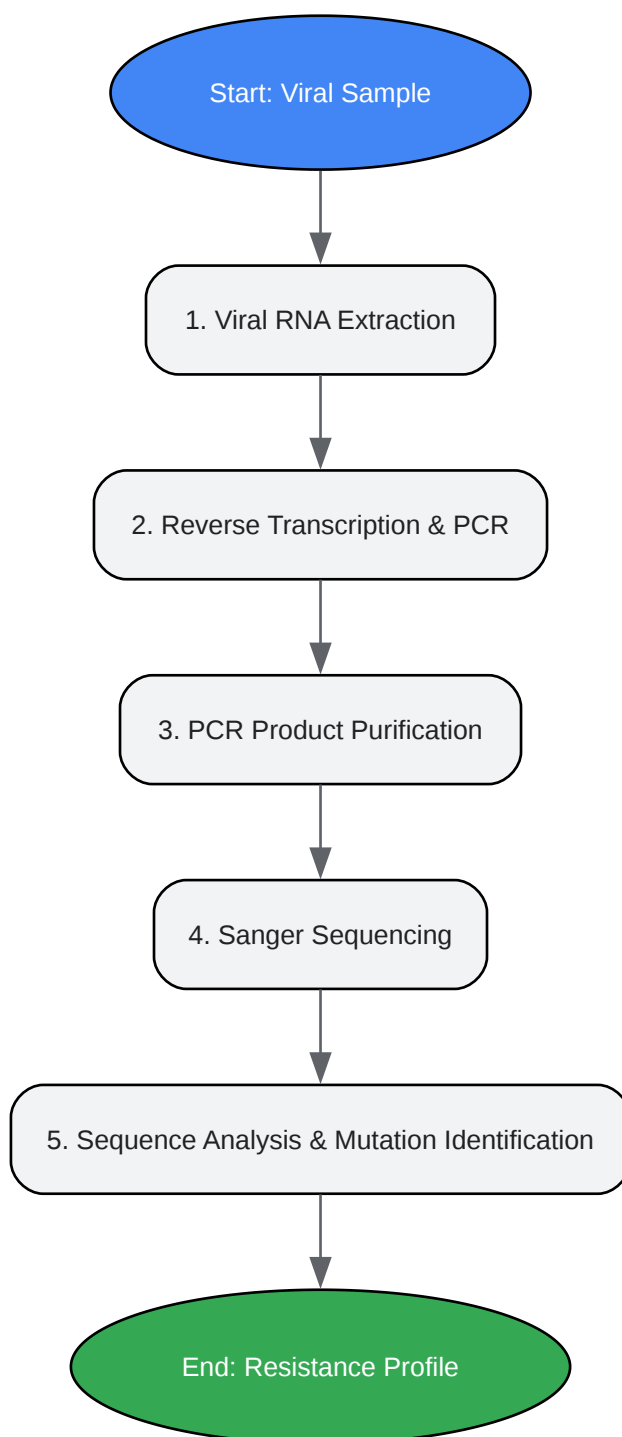 Start: Viral Sample
1. Viral RNA Extraction
2. Reverse Transcription & PCR
3. PCR Product Purification
4. Sanger Sequencing
5. Sequence Analysis & Mutation Identification
End: Resistance Profile